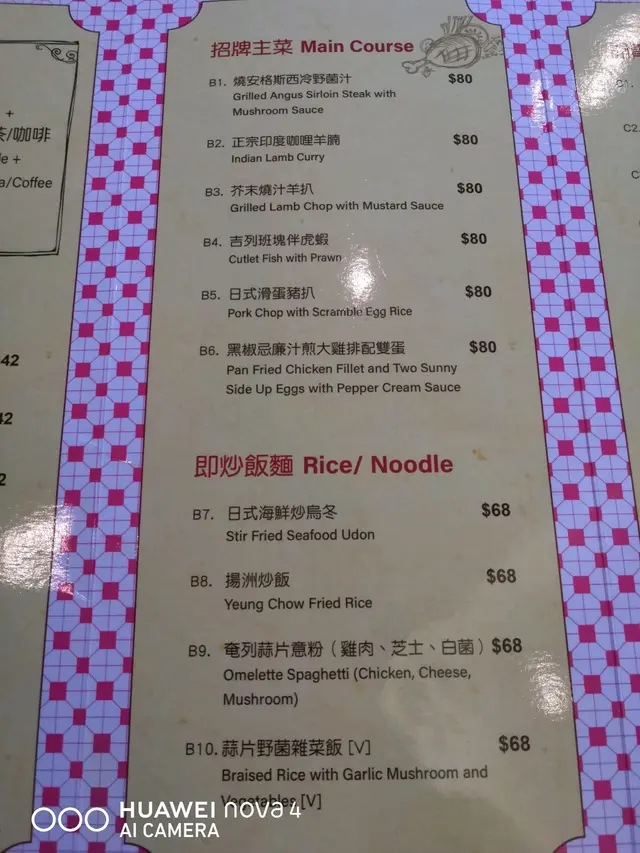 +
茶/咖啡
+
a/Coffee
42
招牌主菜 Main Course
B1. 燒安格斯西冷野菌汁 $80
Grilled Angus Sirloin Steak with
Mushroom Sauce
B2. 正宗印度咖喱羊腩 $80
Indian Lamb Curry
B3. 芥末燒汁羊扒 $80
Grilled Lamb Chop with Mustard Sauce
B4. 吉列班塊伴虎蝦 $80
Cutlet Fish with Prawn
B5. 日式滑蛋豬扒 $80
Pork Chop with Scramble Egg Rice
B6. 黑椒忌廉汁煎大雞排配雙蛋 $80
Pan Fried Chicken Fillet and Two Sunny
Side Up Eggs with Pepper Cream Sauce
即炒飯麵 Rice/ Noodle
B7. 日式海鮮炒烏冬 $68
Stir Fried Seafood Udon
B8. 揚洲炒飯 $68
Yeung Chow Fried Rice
B9. 奄列蒜片意粉（雞肉、芝士、白菌） $68
Omelette Spaghetti (Chicken, Cheese,
Mushroom)
B10. 蒜片野菌雜菜飯 [V] $68
Braised Rice with Garlic Mushroom and
Vegetables [V]
C2.
HUAWEI nova 4
AI CAMERA